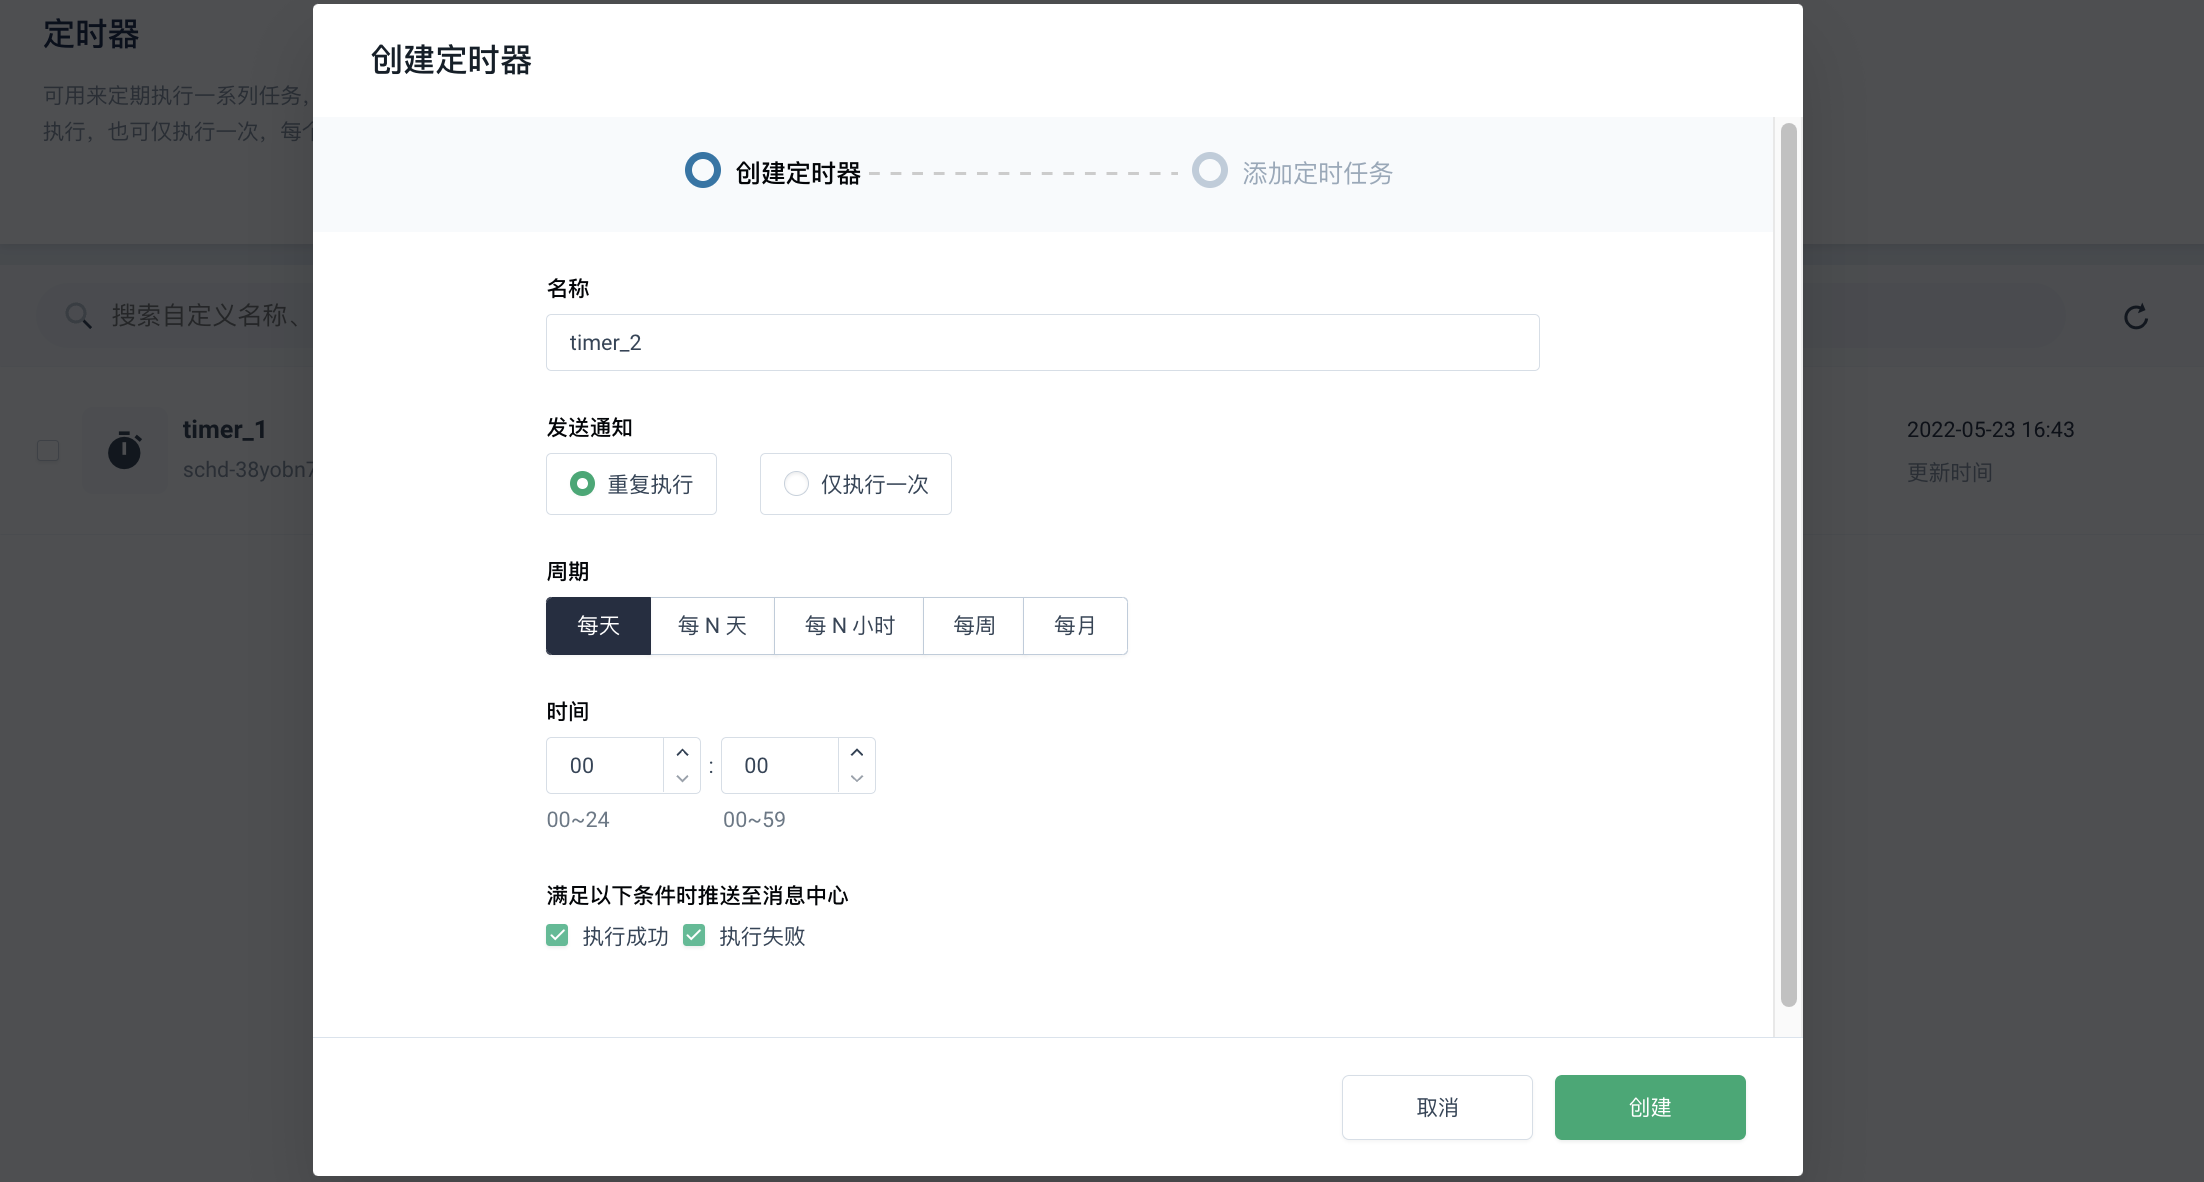 定时器
可用来定期执行一系列任务,
执行，也可仅执行一次，每
搜索自定义名称、
timer_1
schd-38yobn7
2022-05-23 16:43
更新时间
创建定时器
创建定时器
添加定时任务
名称
timer_2
发送通知
重复执行
仅执行一次
周期
每天
每 N 天
每 N 小时
每周
每月
时间
00 : 00
00~24
00~59
满足以下条件时推送至消息中心
执行成功
执行失败
取消
创建